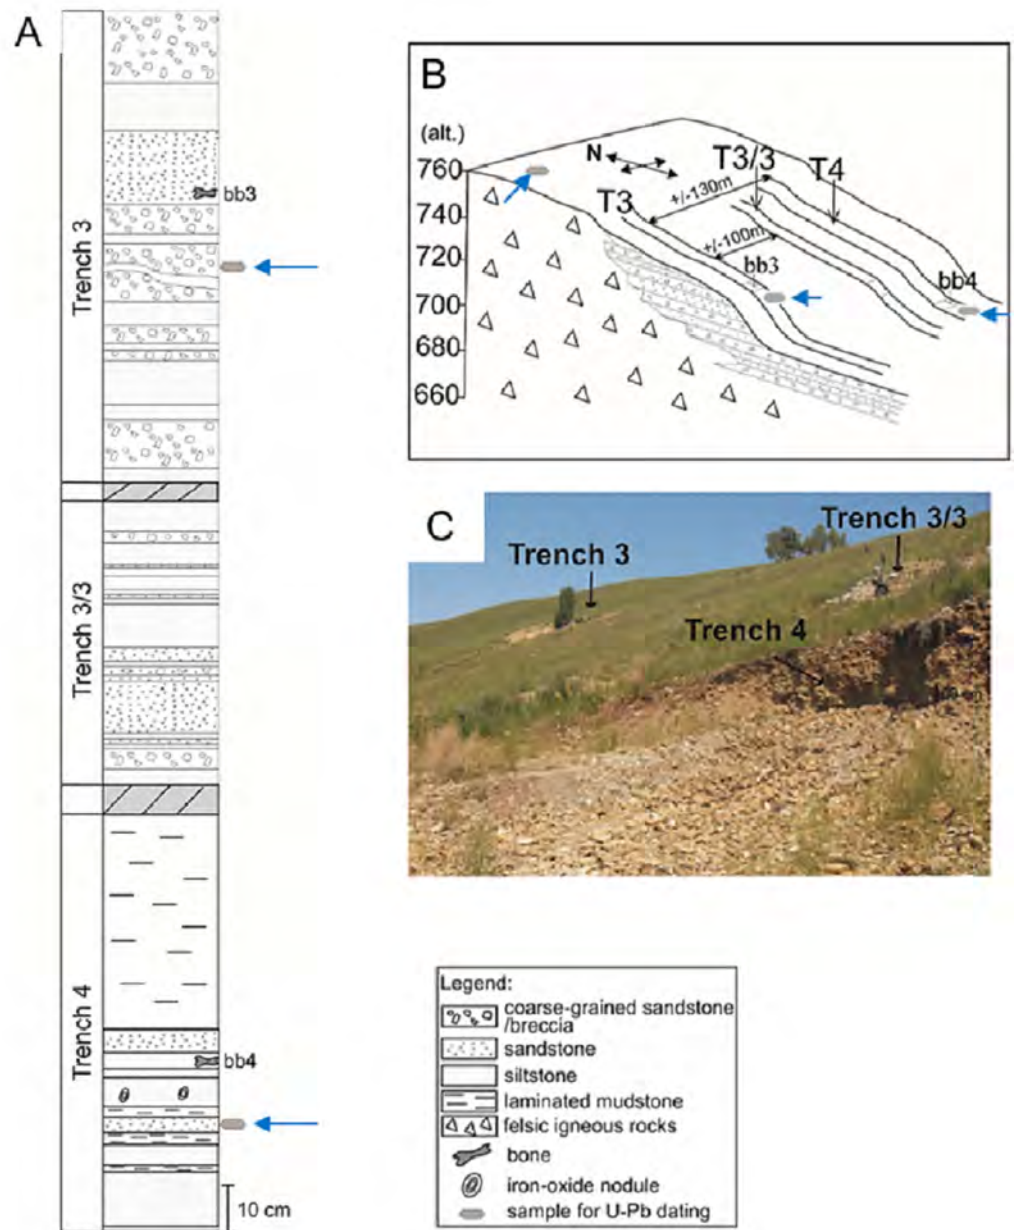 A
Trench 3
bb3
Trench 3/3
Trench 4
bb4
10 cm
B
(alt.)
760
740
720
700
680
660
N
T3
T3/3
T4
+/-130m
+/-100m
bb3
bb4
C
Trench 3
Trench 3/3
Trench 4
Legend:
coarse-grained sandstone
/breccia
sandstone
siltstone
laminated mudstone
felsic igneous rocks
bone
iron-oxide nodule
sample for U-Pb dating